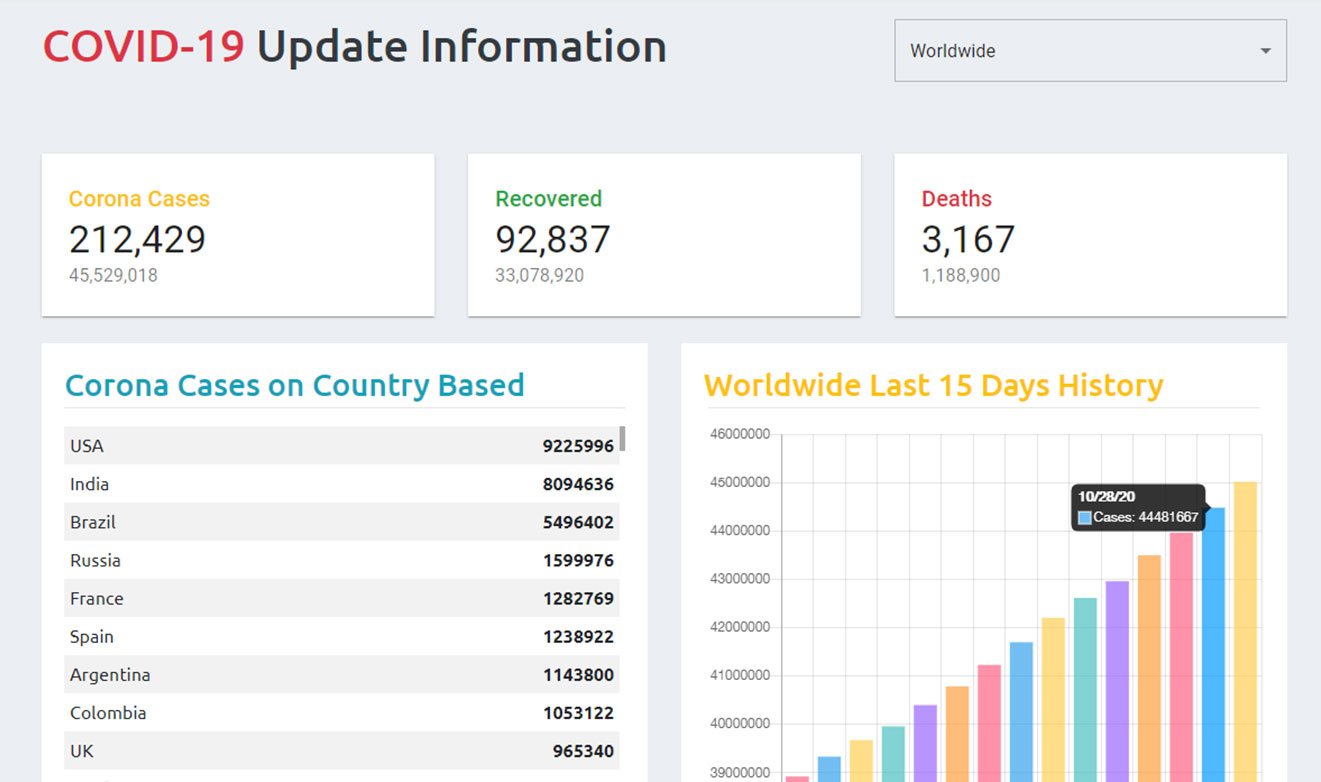 COVID-19 Update Information
Worldwide
Corona Cases
212,429
45,529,018
Recovered
92,837
33,078,920
Deaths
3,167
1,188,900
Corona Cases on Country Based
USA 9225996
India 8094636
Brazil 5496402
Russia 1599976
France 1282769
Spain 1238922
Argentina 1143800
Colombia 1053122
UK 965340
Worldwide Last 15 Days History
46000000
45000000
44000000
43000000
42000000
41000000
40000000
39000000
10/28/20
Cases: 44481667